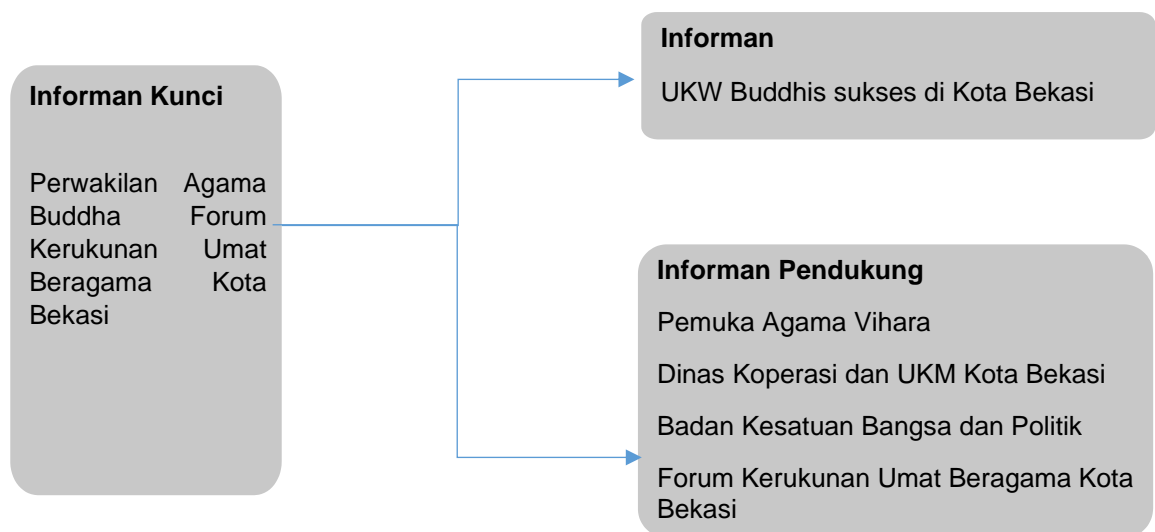 Informan Kunci
Perwakilan Agama
Buddha Forum
Kerukunan Umat
Beragama Kota
Bekasi
Informan
UKW Buddhis sukses di Kota Bekasi
Informan Pendukung
Pemuka Agama Vihara
Dinas Koperasi dan UKM Kota Bekasi
Badan Kesatuan Bangsa dan Politik
Forum Kerukunan Umat Beragama Kota
Bekasi